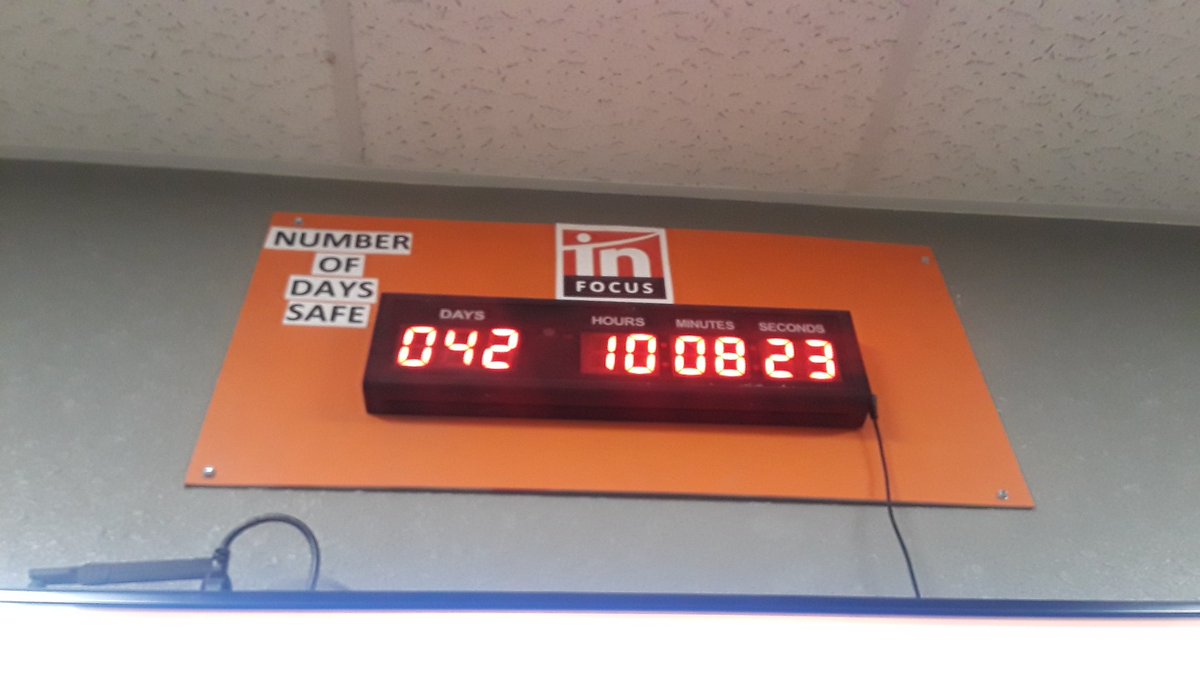 NUMBER
OF
DAYS
SAFE
in
FOCUS
DAYS HOURS MINUTES SECONDS
042 10 08 23